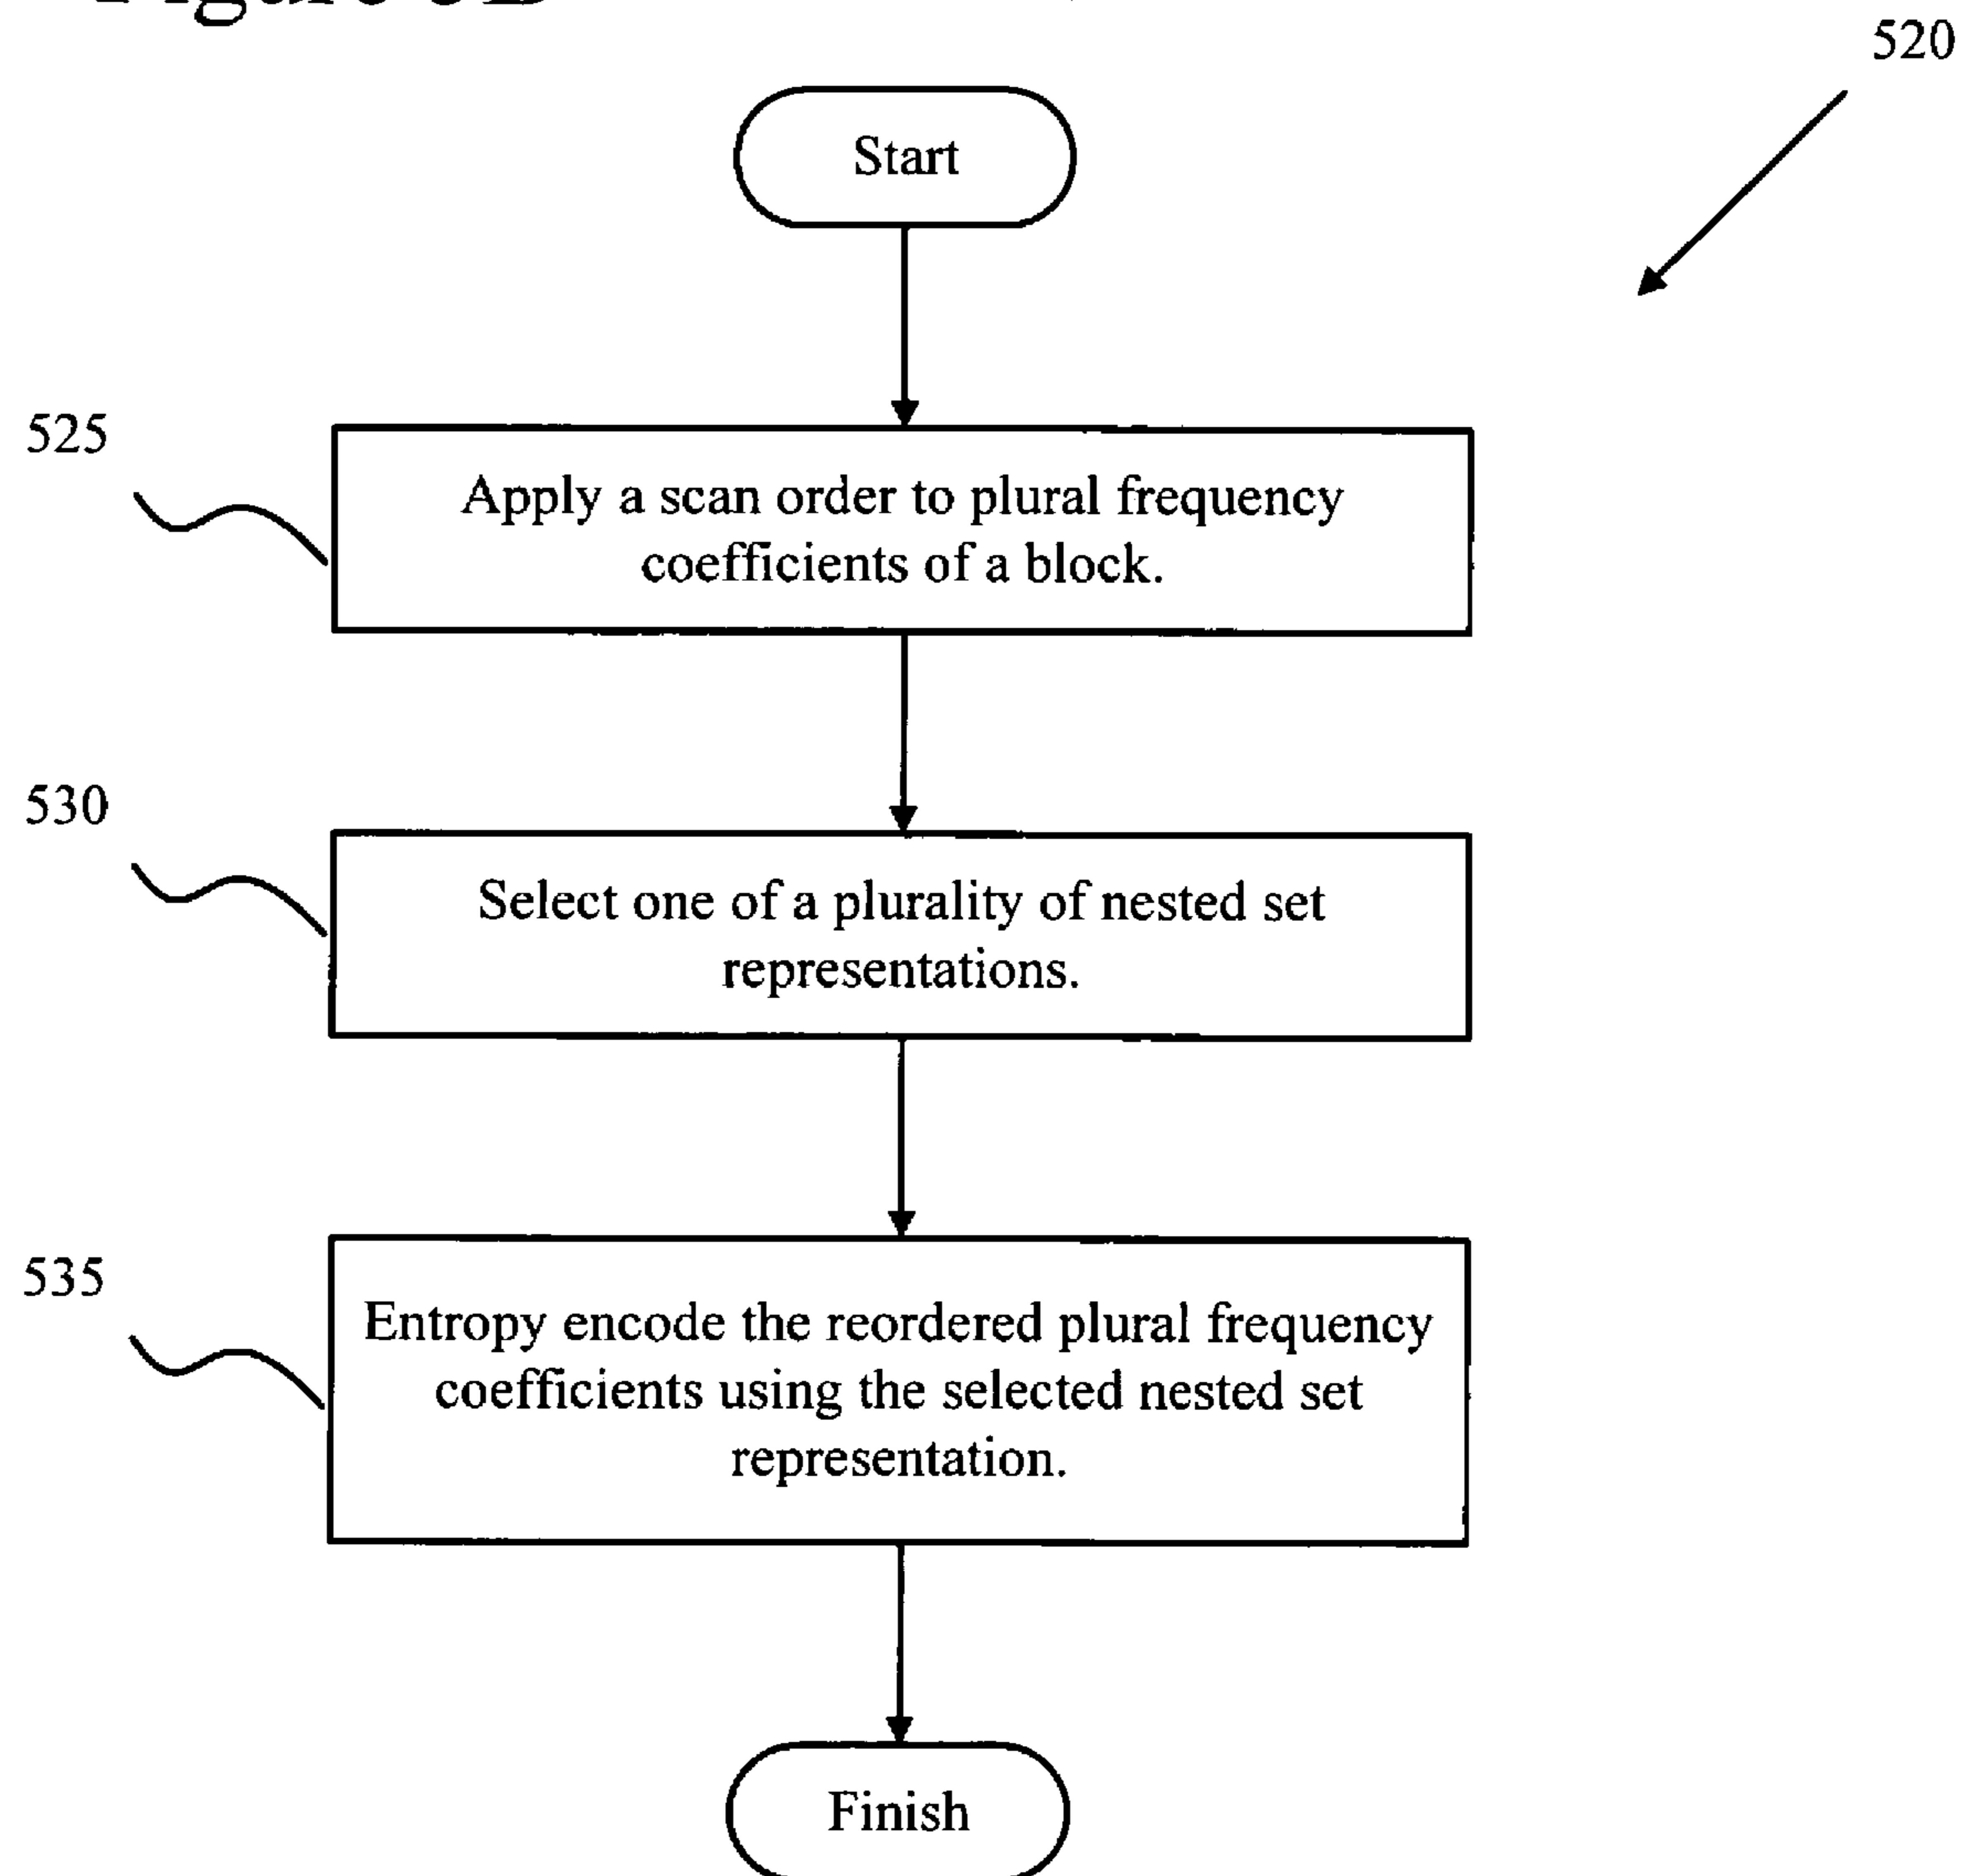 520
Start
525
Apply a scan order to plural frequency
coefficients of a block.
530
Select one of a plurality of nested set
representations.
535
Entropy encode the reordered plural frequency
coefficients using the selected nested set
representation.
Finish